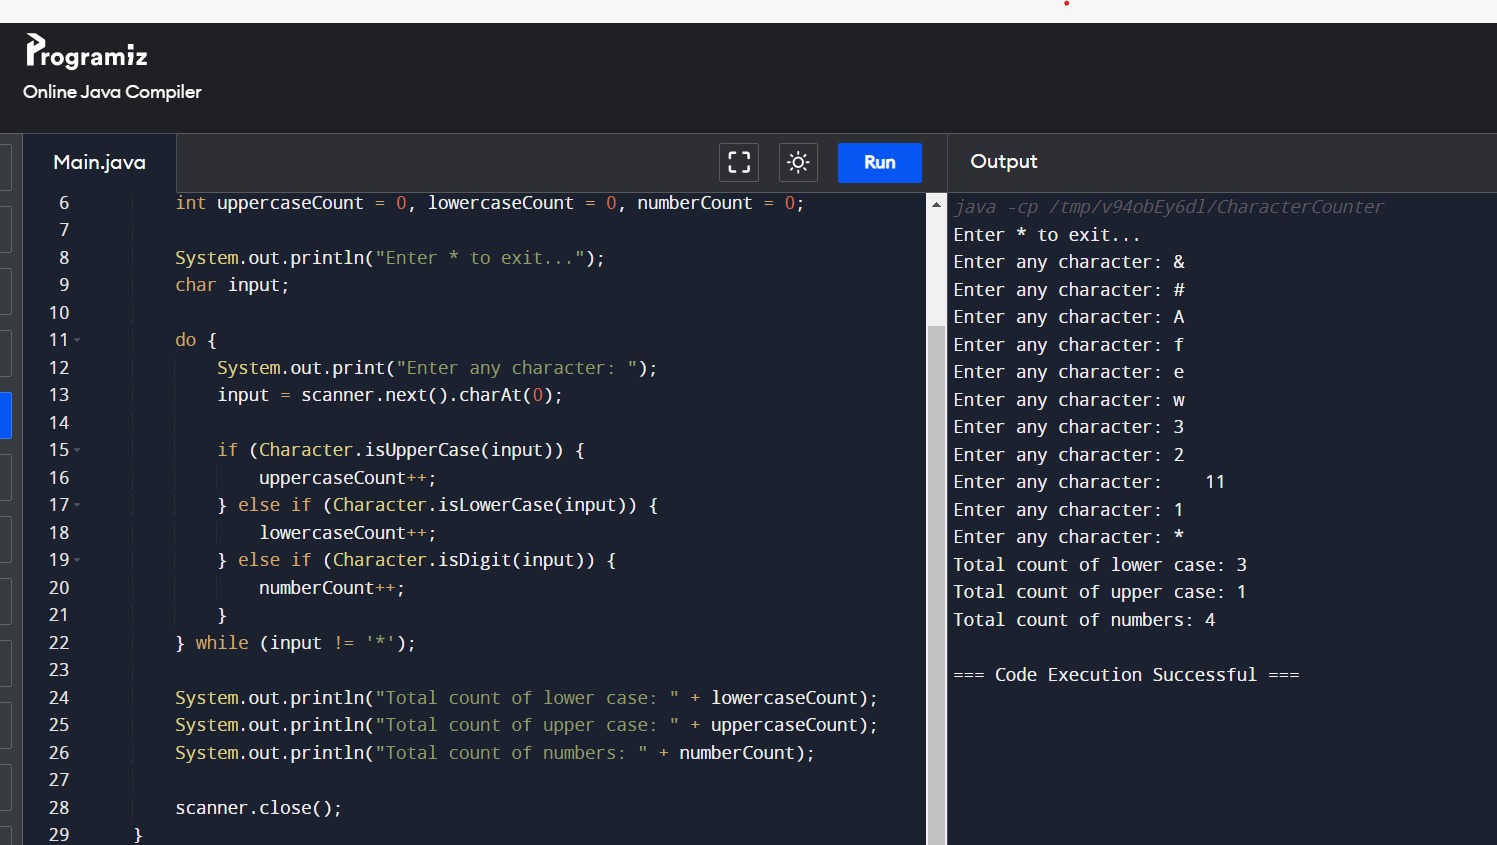 Programiz
Online Java Compiler
Main.java
Run
Output
6 int uppercaseCount = 0, lowercaseCount = 0, numberCount = 0;
7
8 System.out.println("Enter * to exit...");
9 char input;
10
11 do {
12 System.out.print("Enter any character: ");
13 input = scanner.next().charAt(0);
14
15 if (Character.isUpperCase(input)) {
16 uppercaseCount++;
17 } else if (Character.isLowerCase(input)) {
18 lowercaseCount++;
19 } else if (Character.isDigit(input)) {
20 numberCount++;
21 }
22 } while (input != '*');
23
24 System.out.println("Total count of lower case: " + lowercaseCount);
25 System.out.println("Total count of upper case: " + uppercaseCount);
26 System.out.println("Total count of numbers: " + numberCount);
27
28 scanner.close();
29 }
java -cp /tmp/v94obEy6dl/CharacterCounter
Enter * to exit...
Enter any character: &
Enter any character: #
Enter any character: A
Enter any character: f
Enter any character: e
Enter any character: w
Enter any character: 3
Enter any character: 2
Enter any character:    11
Enter any character: 1
Enter any character: *
Total count of lower case: 3
Total count of upper case: 1
Total count of numbers: 4
=== Code Execution Successful ===